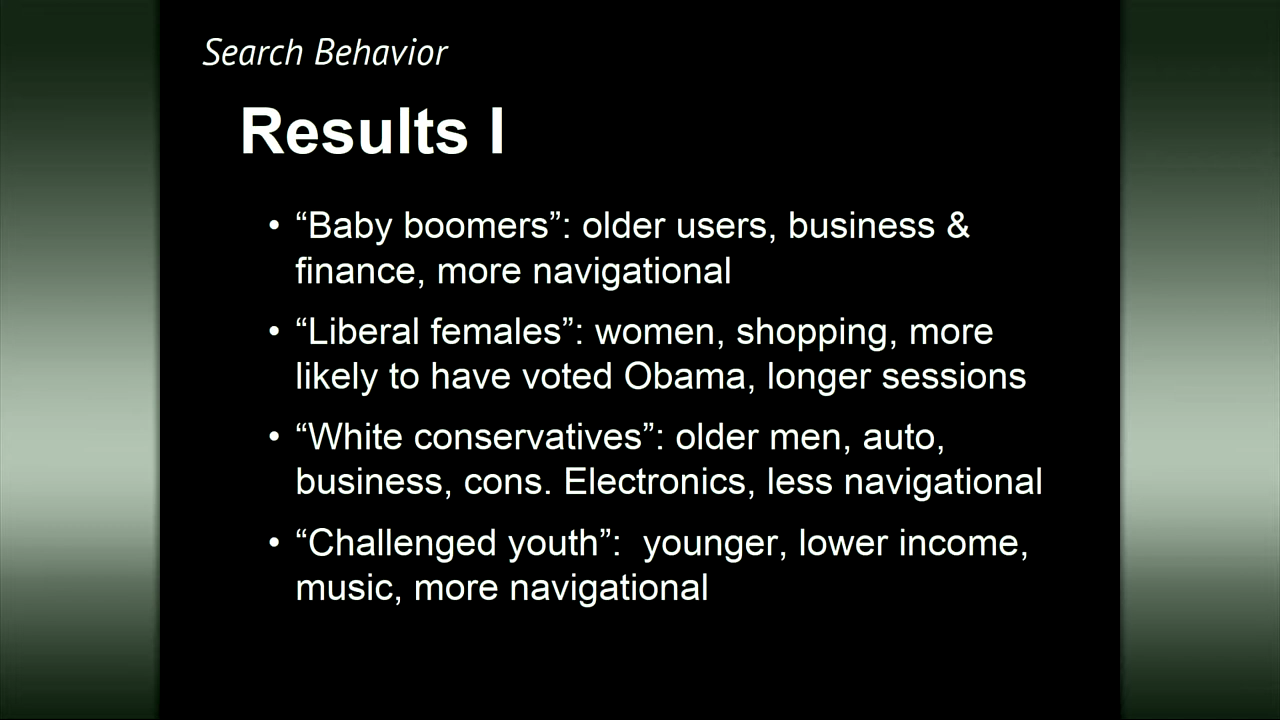 Search Behavior
Results I
• “Baby boomers”: older users, business &
finance, more navigational
• “Liberal females”: women, shopping, more
likely to have voted Obama, longer sessions
• “White conservatives”: older men, auto,
business, cons. Electronics, less navigational
• “Challenged youth”:  younger, lower income,
music, more navigational